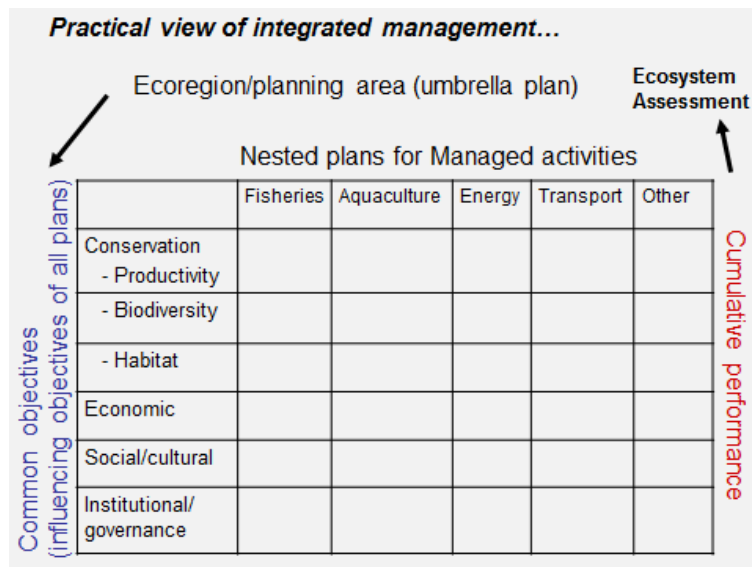 Practical view of integrated management…
Ecoregion/planning area (umbrella plan)
Ecosystem
Assessment
Nested plans for Managed activities
Common objectives
(influencing objectives of all plans)
Fisheries Aquaculture Energy Transport Other
Conservation
- Productivity
- Biodiversity
- Habitat
Economic
Social/cultural
Institutional/
governance
Cumulative performance